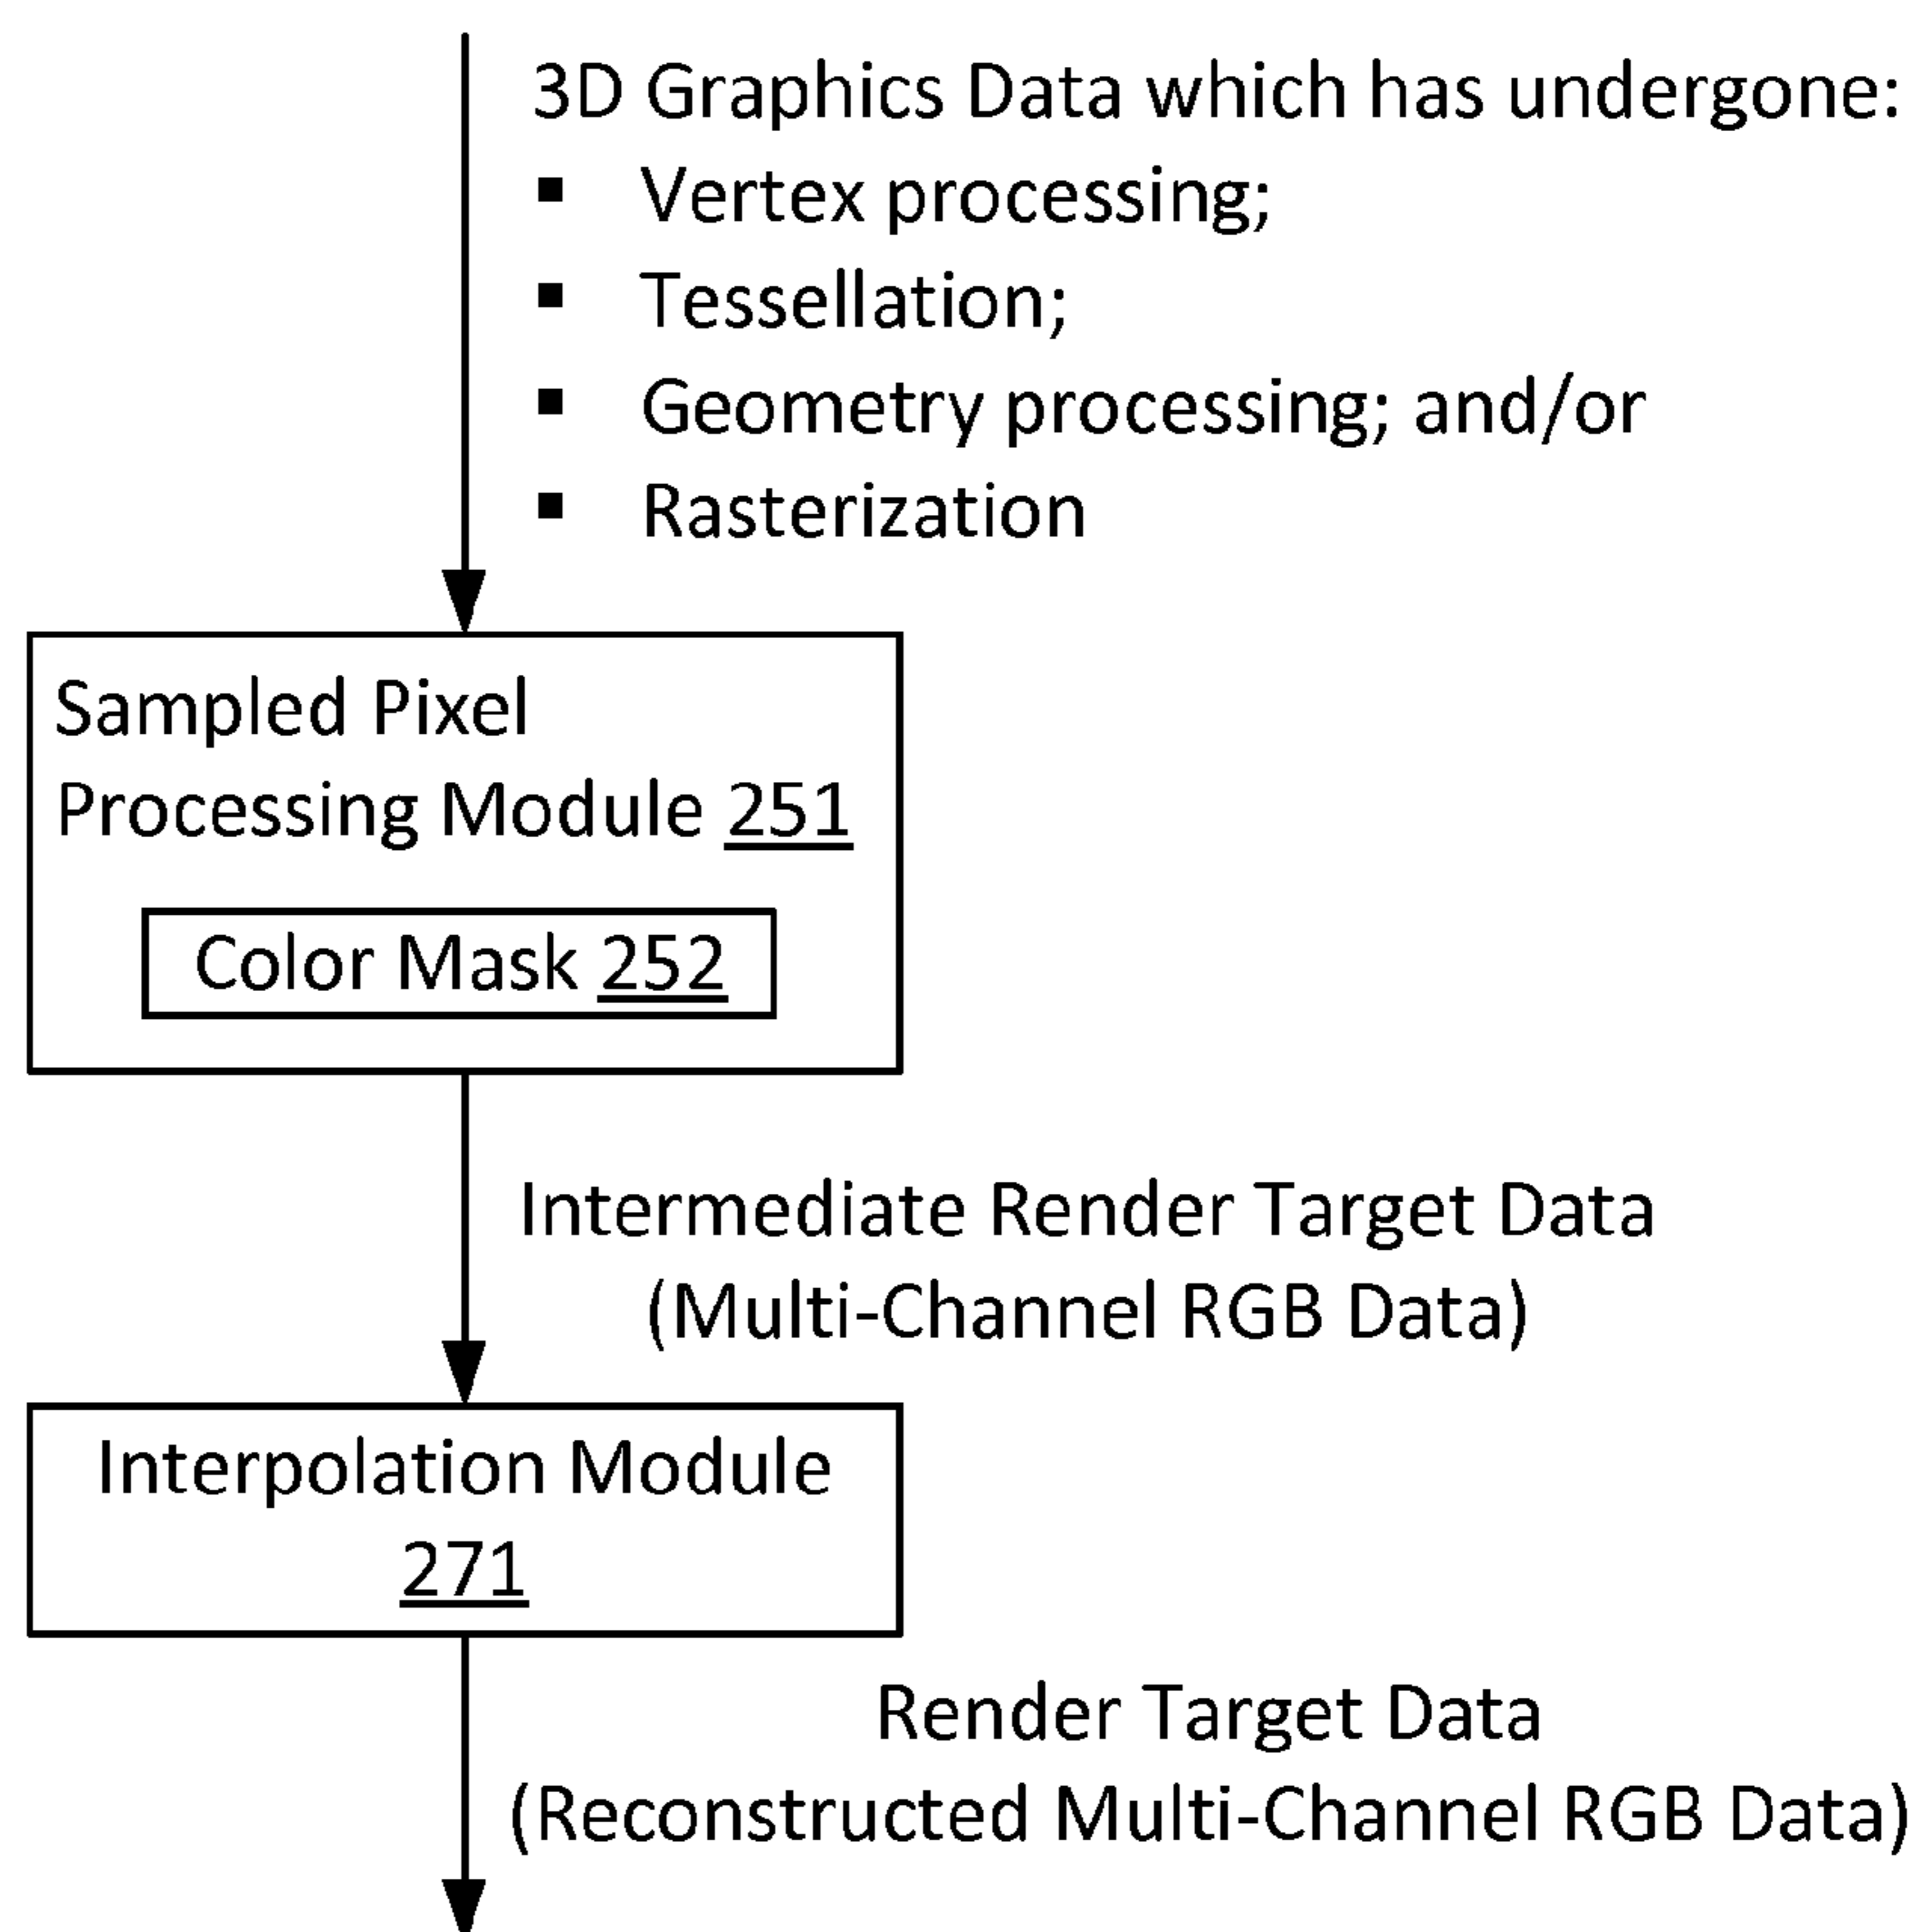 3D Graphics Data which has undergone:
▪ Vertex processing;
▪ Tessellation;
▪ Geometry processing; and/or
▪ Rasterization
Sampled Pixel
Processing Module 251
Color Mask 252
Intermediate Render Target Data
(Multi-Channel RGB Data)
Interpolation Module
271
Render Target Data
(Reconstructed Multi-Channel RGB Data)